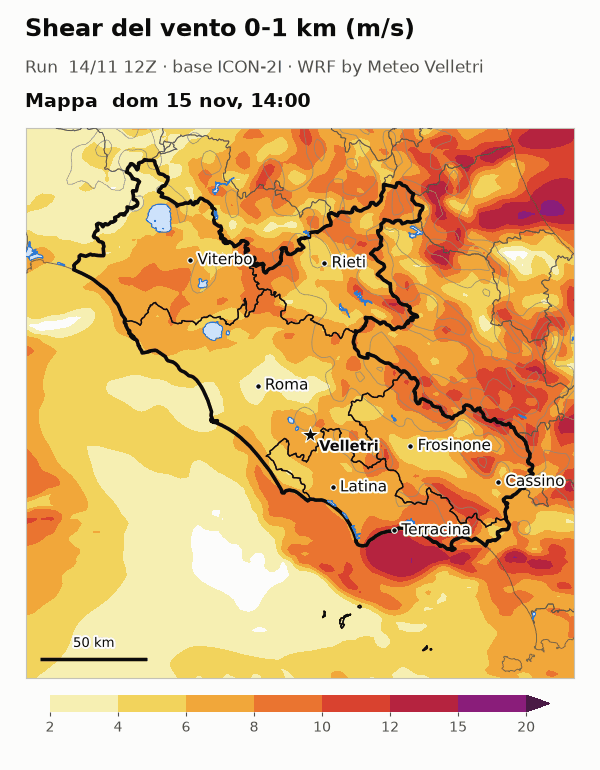 Shear del vento 0-1 km (m/s)
Run  14/11 12Z · base ICON-2I · WRF by Meteo Velletri
Mappa  dom 15 nov, 14:00
Viterbo
Rieti
Roma
Velletri
Frosinone
Cassino
Latina
Terracina
50 km
2 4 6 8 10 12 15 20